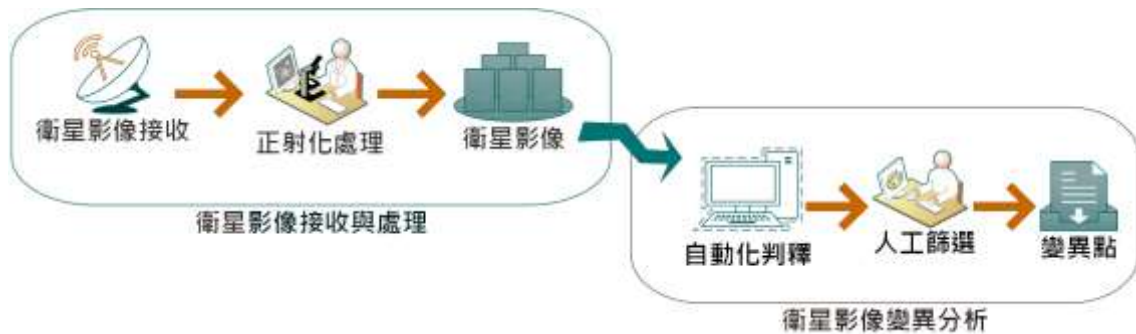 衛星影像接收
正射化處理
衛星影像
衛星影像接收與處理
自動化判釋
人工篩選
變異點
衛星影像變異分析